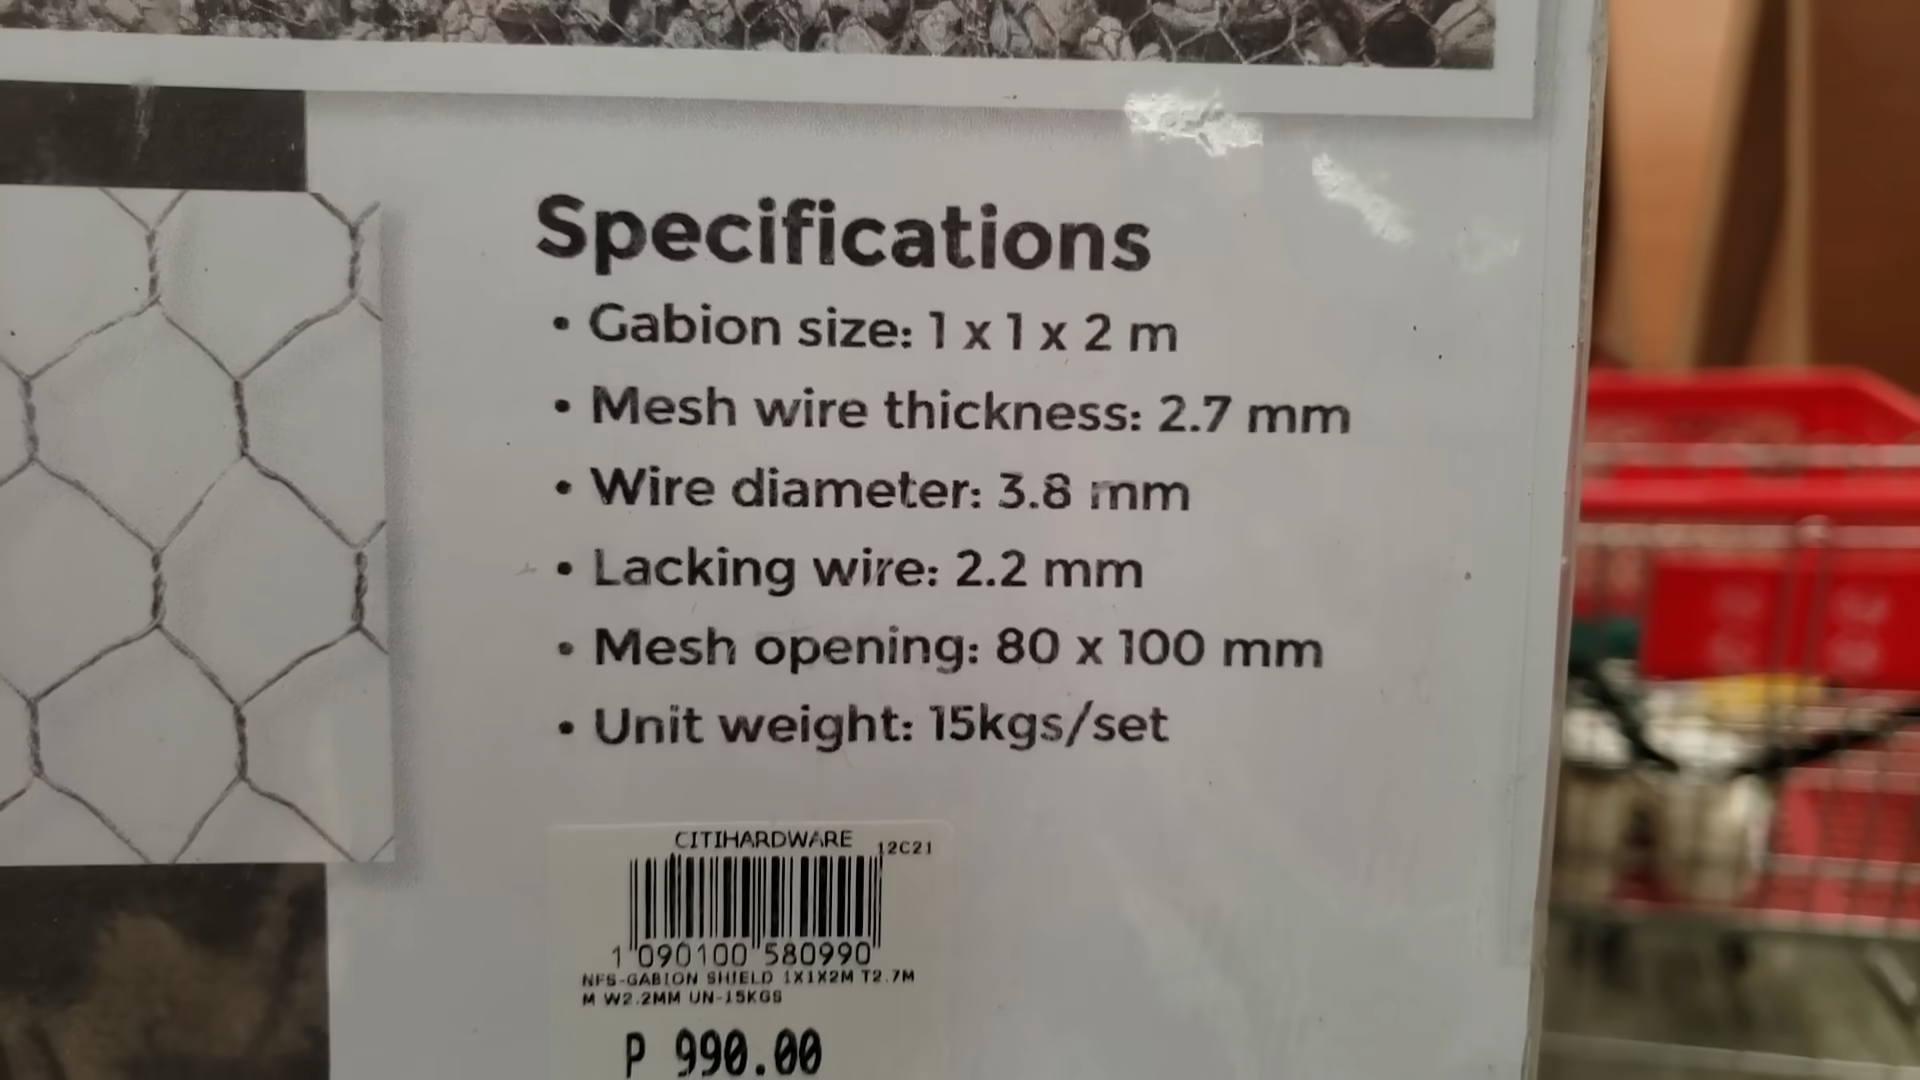 Specifications
• Gabion size: 1 x 1 x 2 m
• Mesh wire thickness: 2.7 mm
• Wire diameter: 3.8 mm
• Lacking wire: 2.2 mm
• Mesh opening: 80 x 100 mm
• Unit weight: 15kgs/set
CITIHARDWARE 12C21
1 090100 580990
NFS-GABION SHIELD 1X1X2M T2.7M
M W2.2MM UN-15KGS
P 990.00